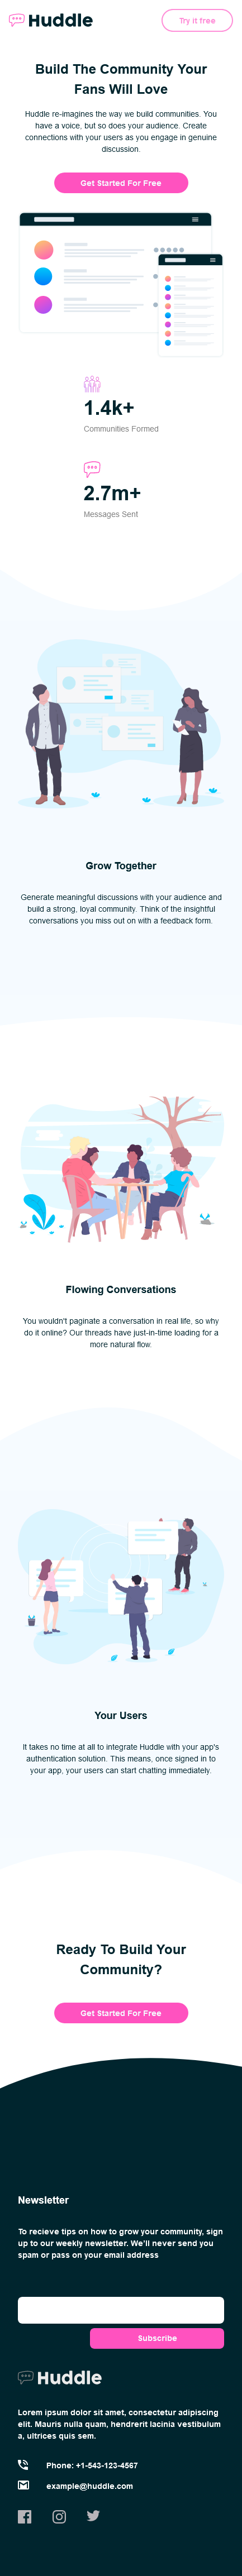 Huddle
Try it free
Build The Community Your
Fans Will Love
Huddle re-imagines the way we build communities. You
have a voice, but so does your audience. Create
connections with your users as you engage in genuine
discussion.
Get Started For Free
1.4k+
Communities Formed
2.7m+
Messages Sent
Grow Together
Generate meaningful discussions with your audience and
build a strong, loyal community. Think of the insightful
conversations you miss out on with a feedback form.
Flowing Conversations
You wouldn't paginate a conversation in real life, so why
do it online? Our threads have just-in-time loading for a
more natural flow.
Your Users
It takes no time at all to integrate Huddle with your app's
authentication solution. This means, once signed in to
your app, your users can start chatting immediately.
Ready To Build Your
Community?
Get Started For Free
Newsletter
To recieve tips on how to grow your community, sign
up to our weekly newsletter. We'll never send you
spam or pass on your email address
Subscribe
Huddle
Lorem ipsum dolor sit amet, consectetur adipiscing
elit. Mauris nulla quam, hendrerit lacinia vestibulum
a, ultrices quis sem.
Phone: +1-543-123-4567
example@huddle.com